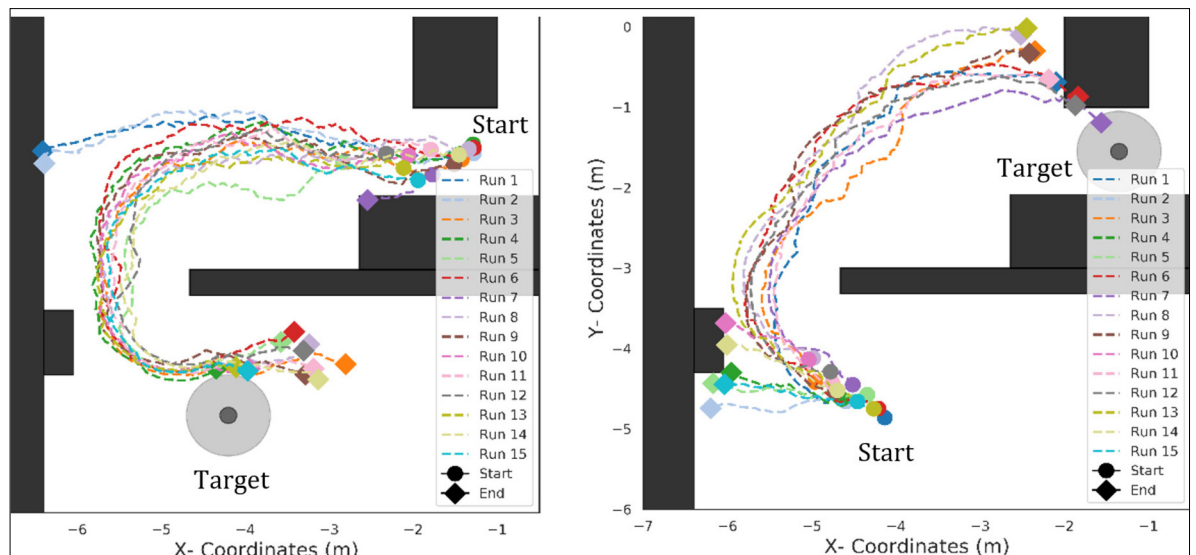 Start
Run 1
Run 2
Run 3
Run 4
Run 5
Run 6
Run 7
Run 8
Run 9
Run 10
Run 11
Run 12
Run 13
Run 14
Run 15
Start
End
Target
−6
−5
−4
−3
−2
−1
X- Coordinates (m)
0
−1
−2
−3
−4
−5
−6
Y- Coordinates (m)
Target
Run 1
Run 2
Run 3
Run 4
Run 5
Run 6
Run 7
Run 8
Run 9
Run 10
Run 11
Run 12
Run 13
Run 14
Run 15
Start
End
Start
−7
−6
−5
−4
−3
−2
−1
X- Coordinates (m)